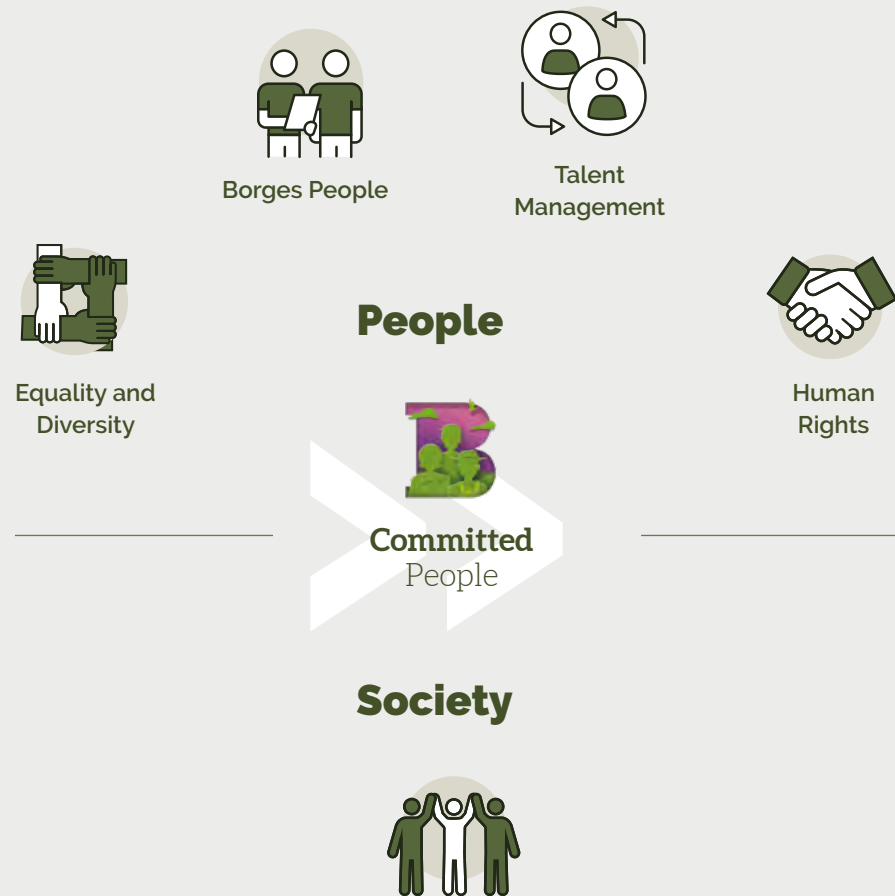 Borges People
Talent
Management
Equality and
Diversity
People
Human
Rights
B
Committed
People
Society